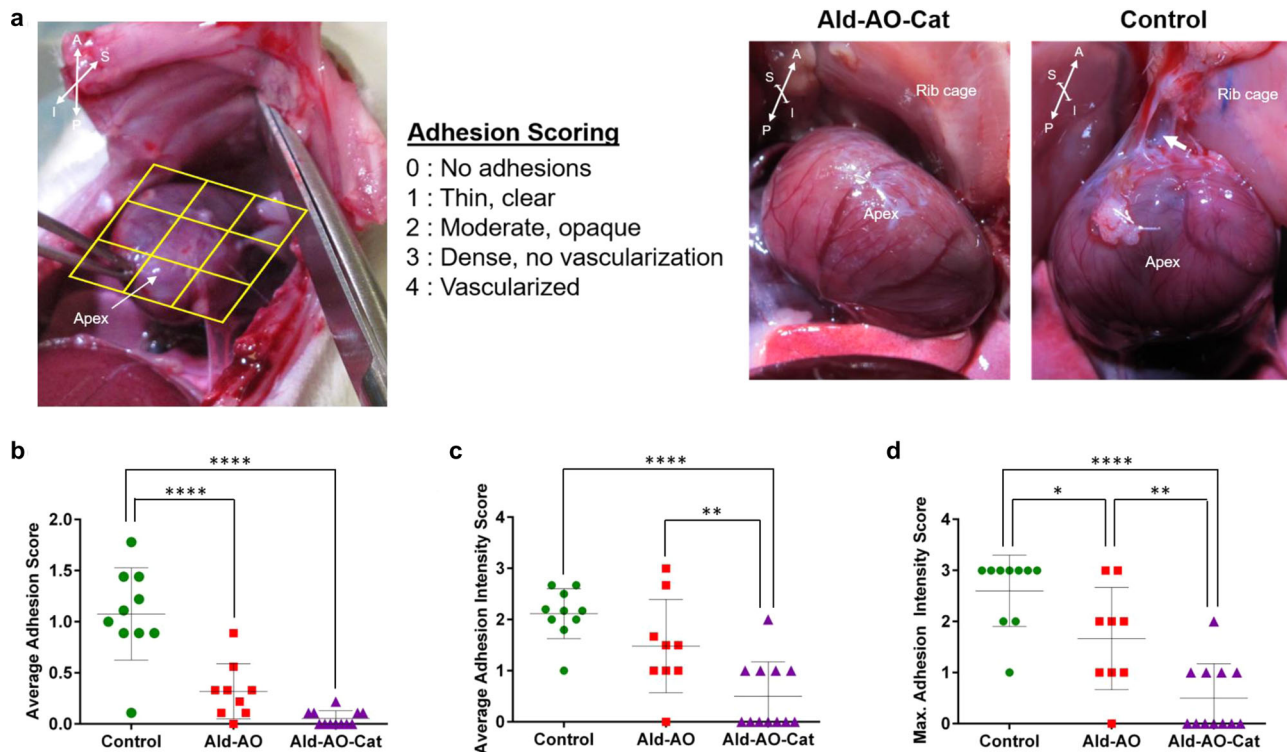 a
A
S
I
P
Apex
Adhesion Scoring
0 : No adhesions
1 : Thin, clear
2 : Moderate, opaque
3 : Dense, no vascularization
4 : Vascularized
Ald-AO-Cat
A
S
I
P
Rib cage
Apex
Control
A
S
I
P
Rib cage
Apex
b
****
****
Average Adhesion Score
2.0
1.5
1.0
0.5
0.0
Control
Ald-AO
Ald-AO-Cat
c
****
**
Average Adhesion Intensity Score
4
3
2
1
0
Control
Ald-AO
Ald-AO-Cat
d
****
*
**
Max. Adhesion Intensity Score
4
3
2
1
0
Control
Ald-AO
Ald-AO-Cat